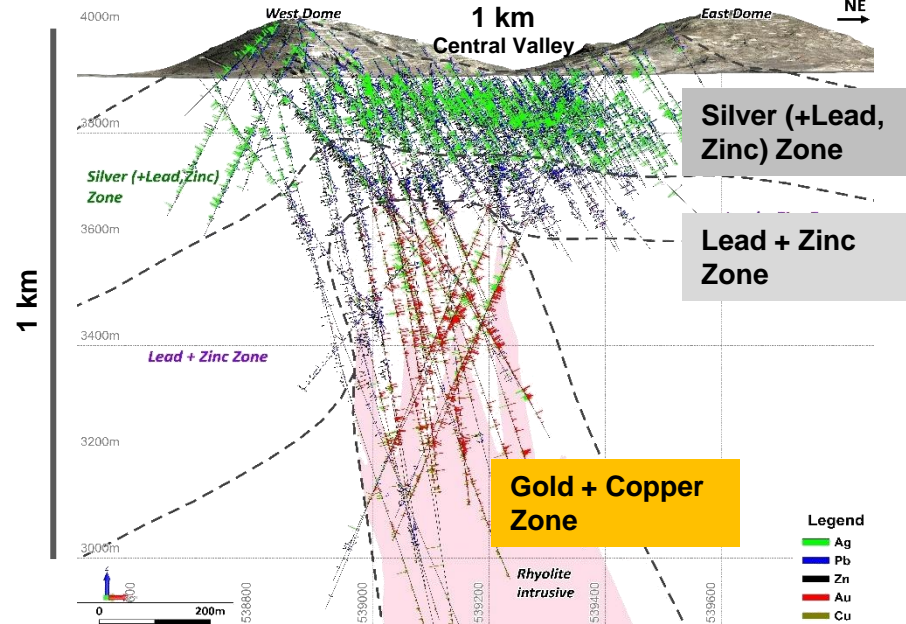 4000m
West Dome
1 km
Central Valley
East Dome
NE
3800m
Silver (+Lead,
Zinc) Zone
Silver (+Lead,Zinc)
Zone
3600m
Lead + Zinc
Zone
1 km
3400m
Lead + Zinc Zone
3200m
Gold + Copper
Zone
3000m
Rhyolite
intrusive
Legend
Ag
Pb
Zn
Au
Cu
Z
0
200m
538800
539000
539200
539400
539600